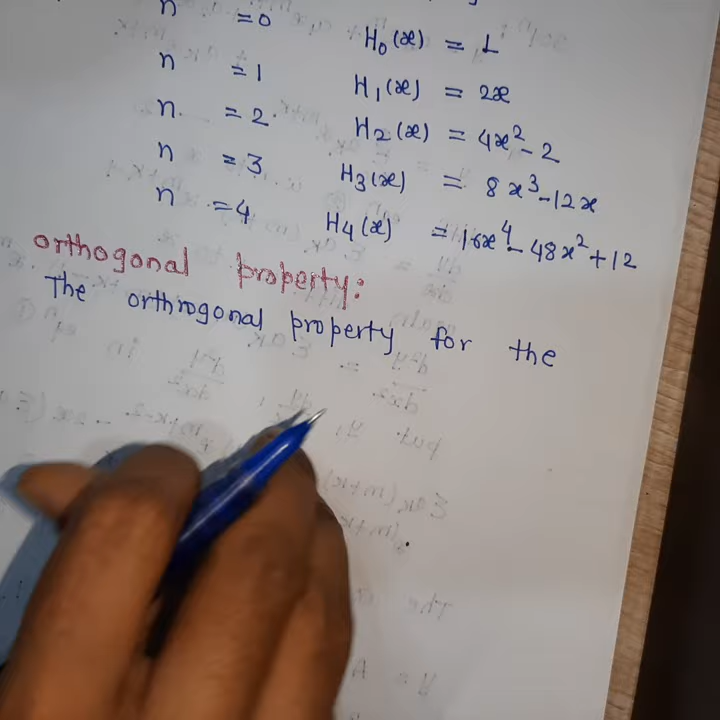 n = 0 H₀(x) = 1
n = 1 H₁(x) = 2x
n = 2 H₂(x) = 4x² - 2
n = 3 H₃(x) = 8x³ - 12x
n = 4 H₄(x) = 16x⁴ - 48x² + 12
orthogonal property:
The orthrogonal property for the